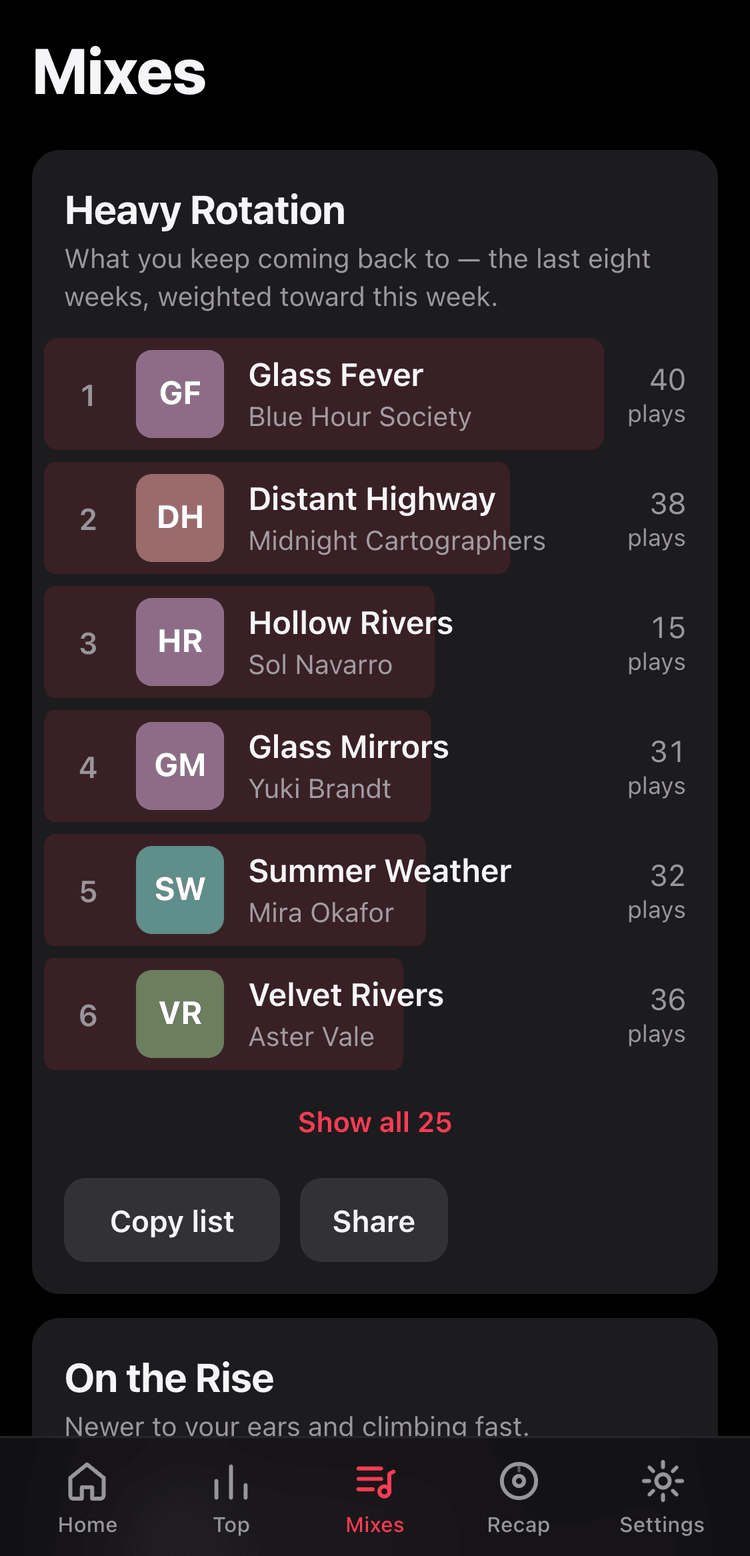 Mixes
Heavy Rotation
What you keep coming back to — the last eight
weeks, weighted toward this week.
1
GF
Glass Fever
Blue Hour Society
40
plays
2
DH
Distant Highway
Midnight Cartographers
38
plays
3
HR
Hollow Rivers
Sol Navarro
15
plays
4
GM
Glass Mirrors
Yuki Brandt
31
plays
5
SW
Summer Weather
Mira Okafor
32
plays
6
VR
Velvet Rivers
Aster Vale
36
plays
Show all 25
Copy list
Share
On the Rise
Newer to your ears and climbing fast.
Home
Top
Mixes
Recap
Settings